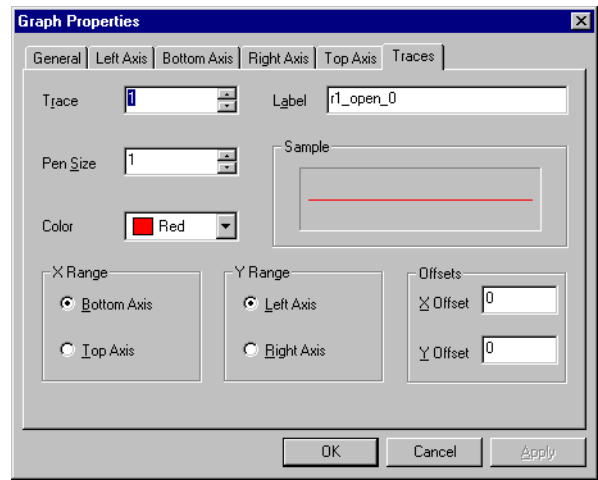 Graph Properties
General Left Axis Bottom Axis Right Axis Top Axis Traces
Trace 1 Label r1_open_0
Pen Size 1 Sample
Color Red
X Range Y Range Offsets
Bottom Axis Left Axis X Offset 0
Top Axis Right Axis Y Offset 0
OK Cancel Apply